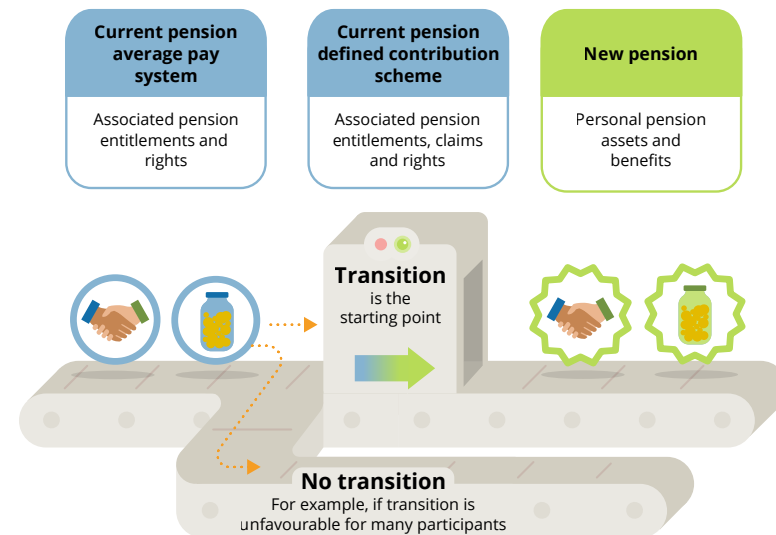 Current pension
average pay
system
Associated pension
entitlements and
rights
Current pension
defined contribution
scheme
Associated pension
entitlements, claims
and rights
New pension
Personal pension
assets and
benefits
Transition
is the
starting point
No transition
For example, if transition is
unfavourable for many participants